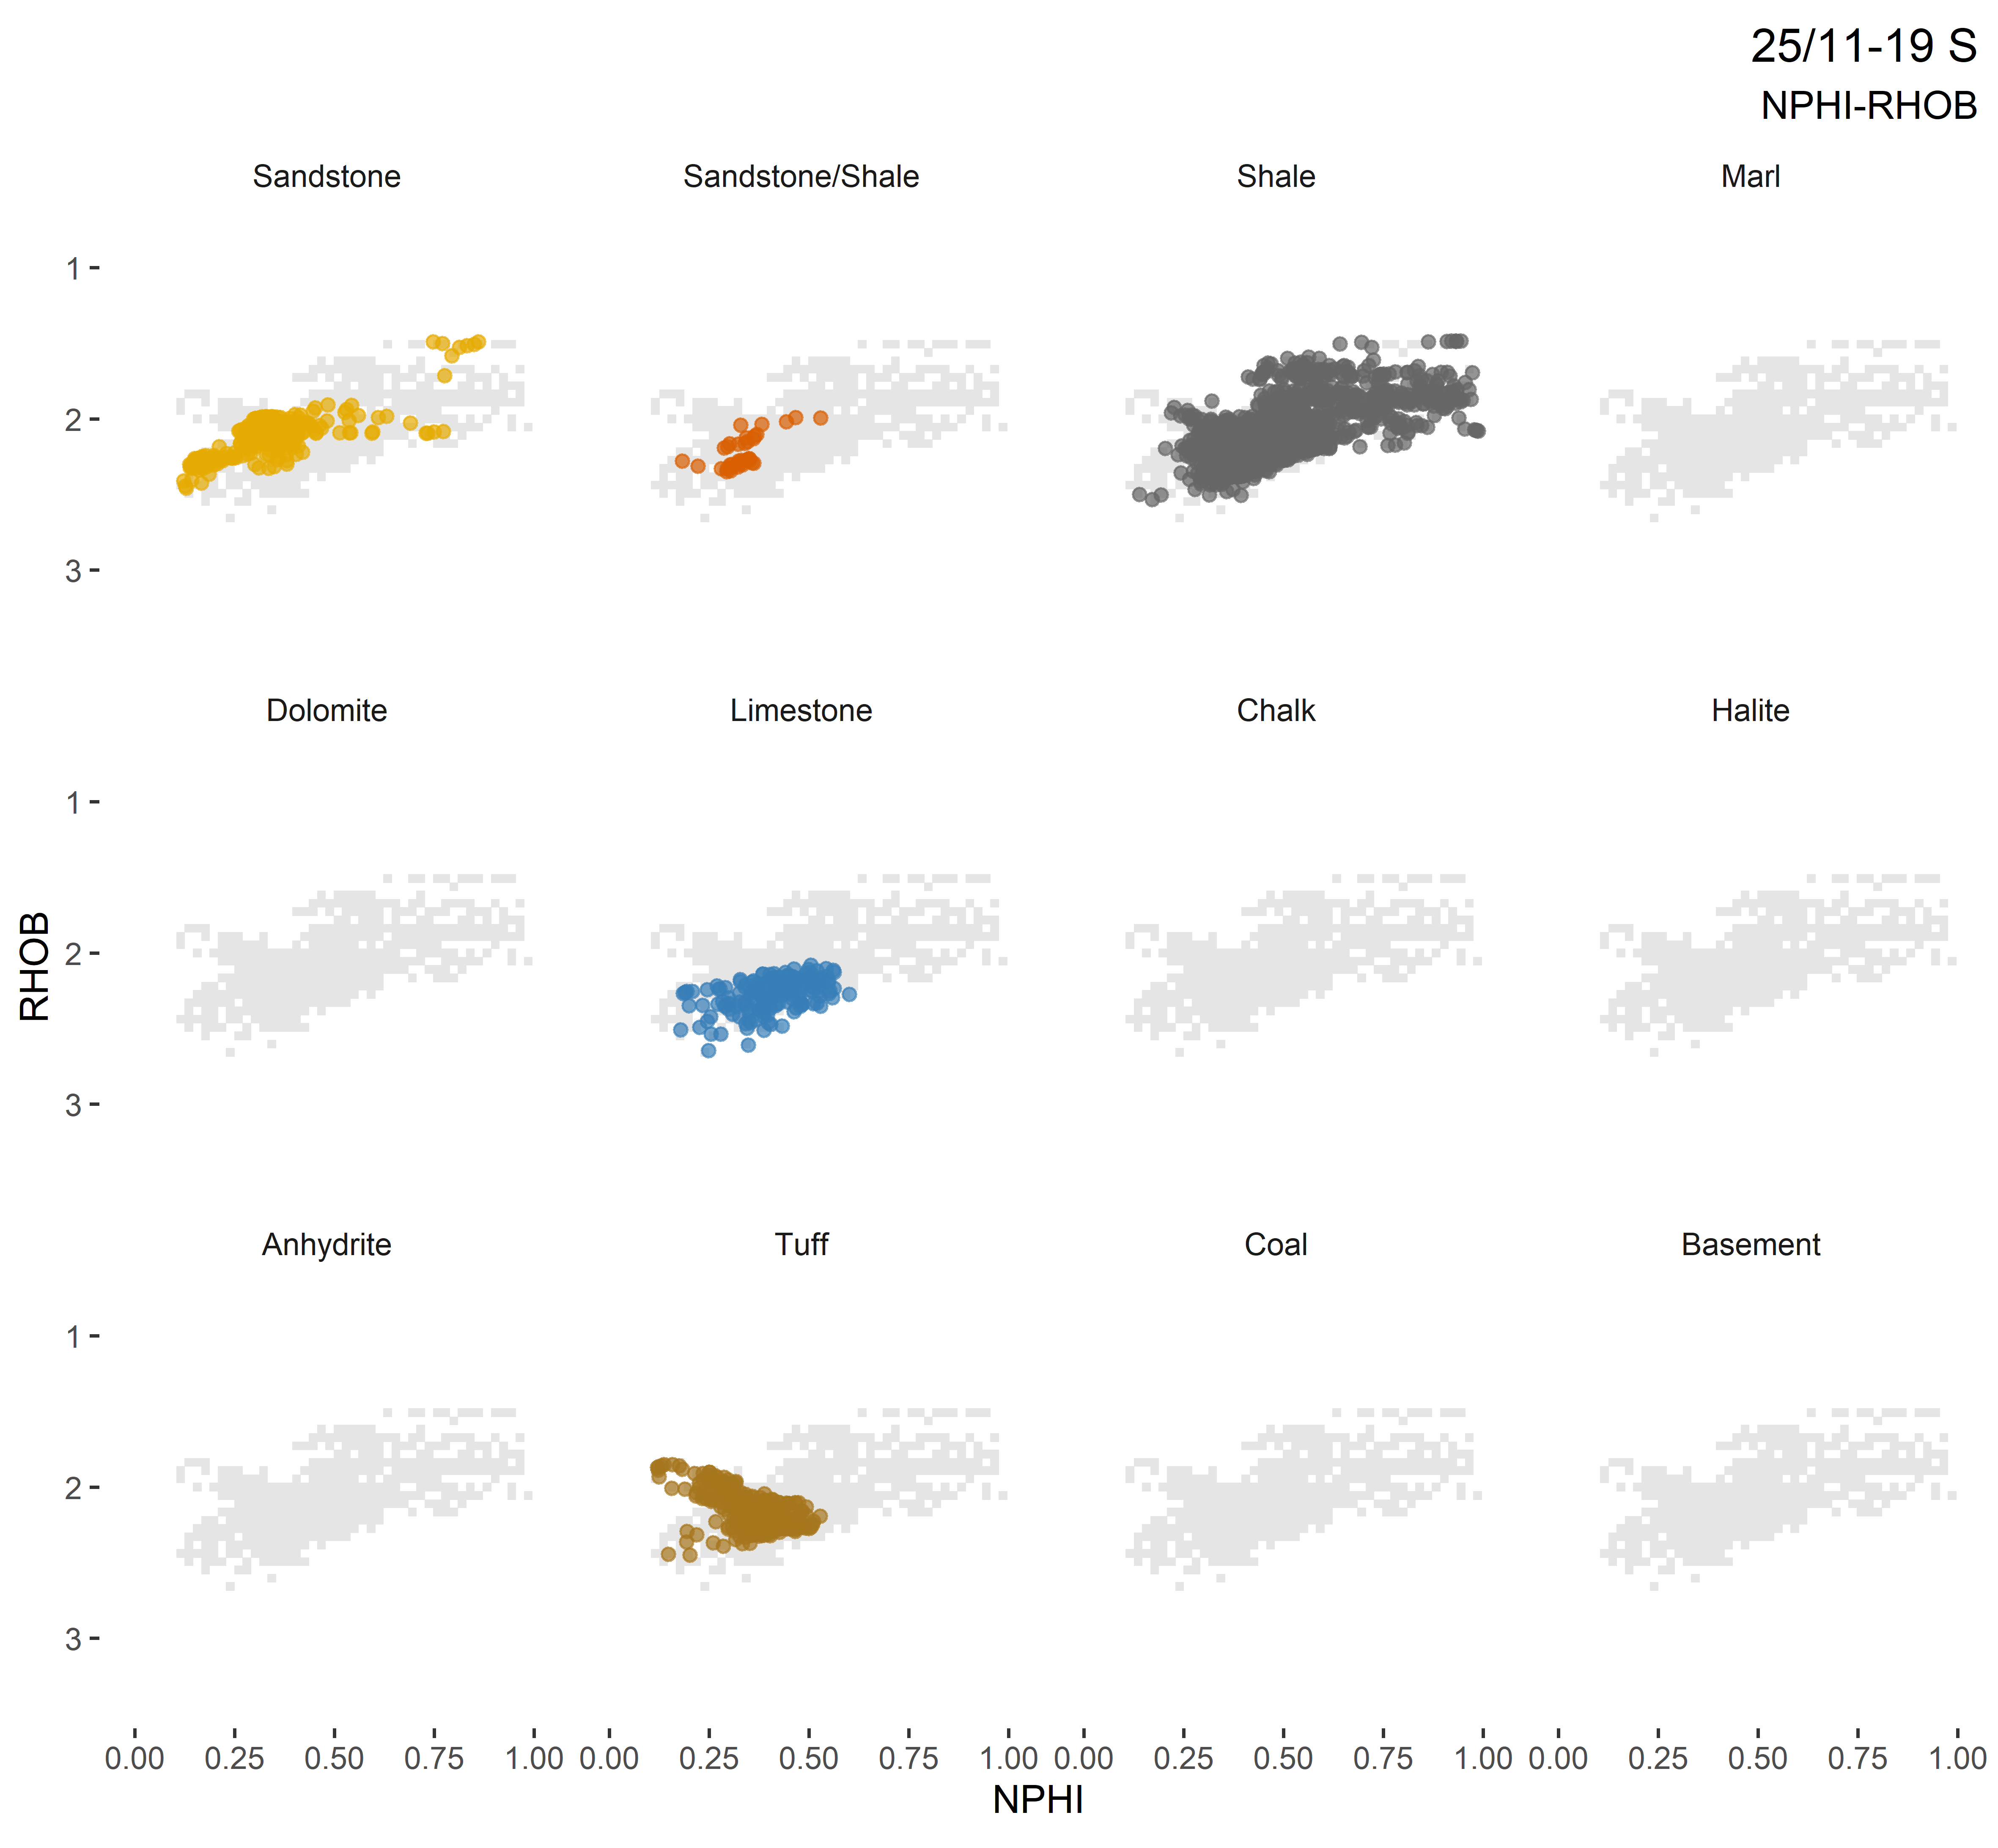 25/11-19 S
NPHI-RHOB
Sandstone Sandstone/Shale Shale Marl
1
2
3
Dolomite Limestone Chalk Halite
1
2
3
RHOB
Anhydrite Tuff Coal Basement
1
2
3
0.00 0.25 0.50 0.75 1.00 0.00 0.25 0.50 0.75 1.00 0.00 0.25 0.50 0.75 1.00 0.00 0.25 0.50 0.75 1.00
NPHI